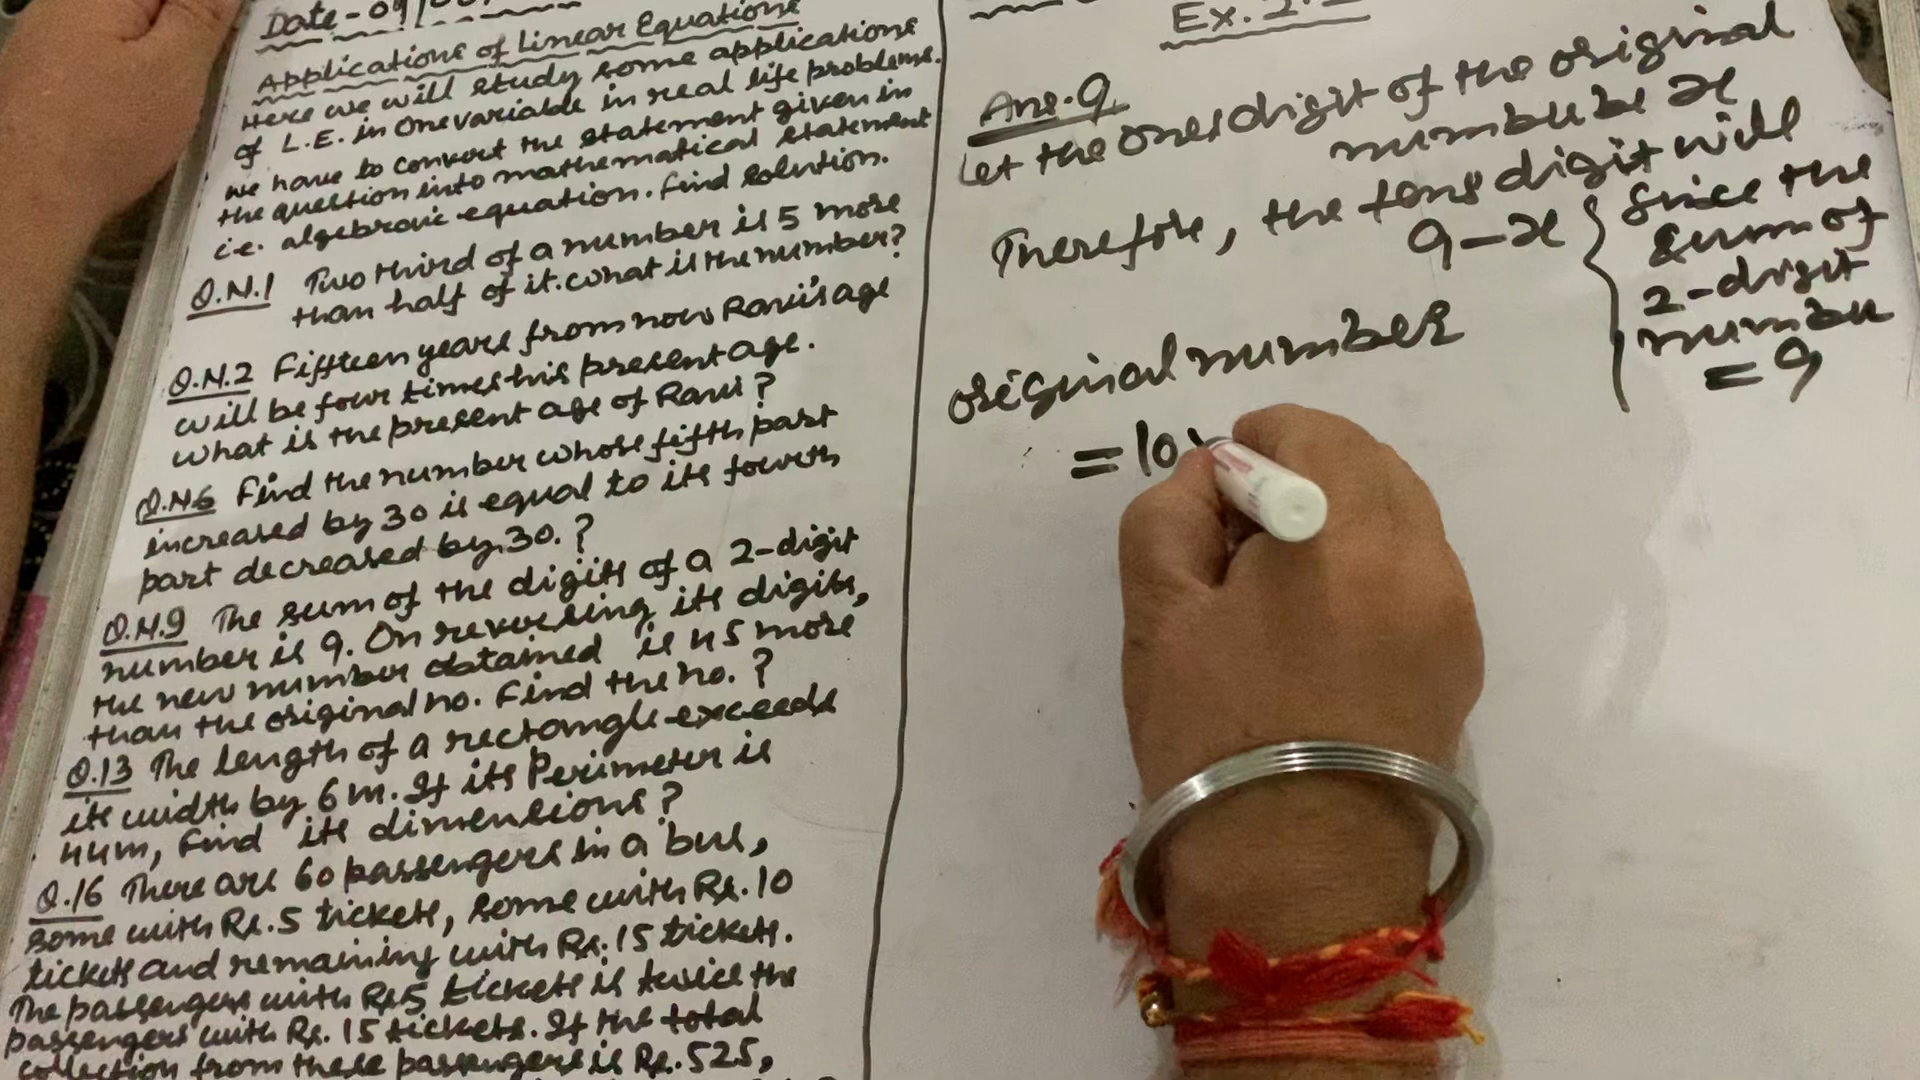 Date-09
Applications of Linear Equations
Here we will study some applications
of L.E. in one variable in real life problems.
we have to convert the statement given in
the question into mathematical statement
i.e. algebraic equation. find solution.
Q.N.1 Two third of a number is 5 more
than half of it. what is the number?
Q.N.2 Fifteen years from now Ravi's age
will be four times his present age.
What is the present age of Ravi?
Q.N.6 Find the number whose fifth part
increased by 30 is equal to its fourth
part decreased by 30.?
Q.N.9 The sum of the digits of a 2-digit
number is 9. On reversing its digits,
the new number obtained is 45 more
than the original no. Find the no.?
Q.13 The length of a rectangle exceeds
its width by 6 m. If its Perimeter is
44m, find its dimensions?
Q.16 There are 60 passengers in a bus,
some with Rs.5 tickets, some with Rs.10
tickets and remaining with Rs.15 tickets.
The passengers with Rs5 tickets is twice the
passengers with Rs. 15 tickets. If the total
collection from these passengers is Rs.525,
Ex. 2.
Ans.9
Let the ones digit of the original
number be x
Therefore, the tens digit will
9-x { Since the
sum of
2-digit
number
= 9
original number
= 10